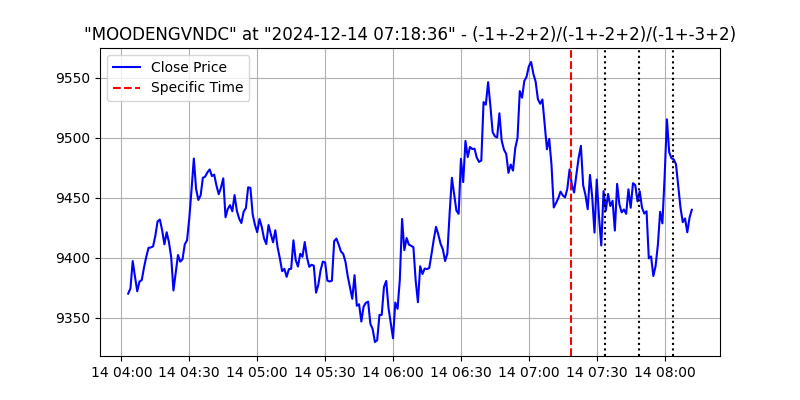 "MOODENGVNDC" at "2024-12-14 07:18:36" - (-1+-2+2)/(-1+-2+2)/(-1+-3+2)
Close Price
Specific Time
9550
9500
9450
9400
9350
14 04:00 14 04:30 14 05:00 14 05:30 14 06:00 14 06:30 14 07:00 14 07:30 14 08:00